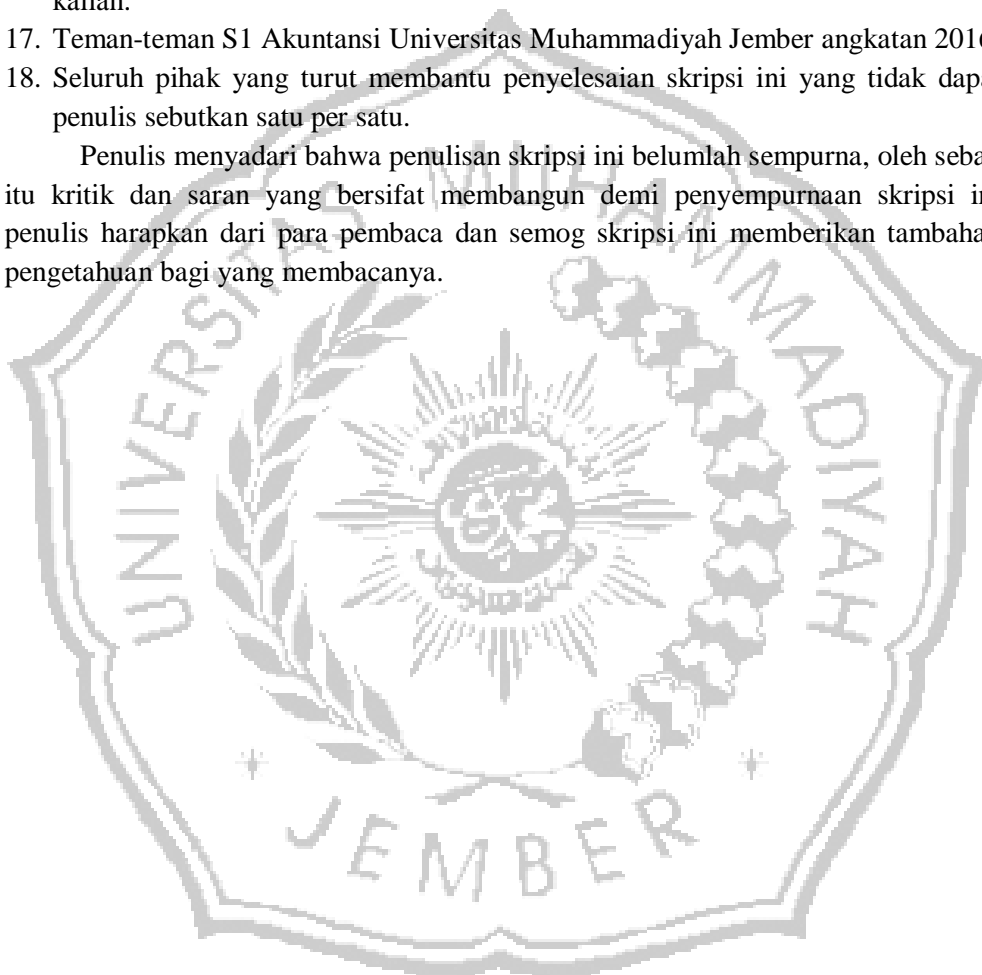 kalian.
17. Teman-teman S1 Akuntansi Universitas Muhammadiyah Jember angkatan 2016
18. Seluruh pihak yang turut membantu penyelesaian skripsi ini yang tidak dapa
penulis sebutkan satu per satu.
Penulis menyadari bahwa penulisan skripsi ini belumlah sempurna, oleh seba
itu kritik dan saran yang bersifat membangun demi penyempurnaan skripsi in
penulis harapkan dari para pembaca dan semog skripsi ini memberikan tambaha
pengetahuan bagi yang membacanya.
UNIVERSITAS MUHAMMADIYAH
JEMBER